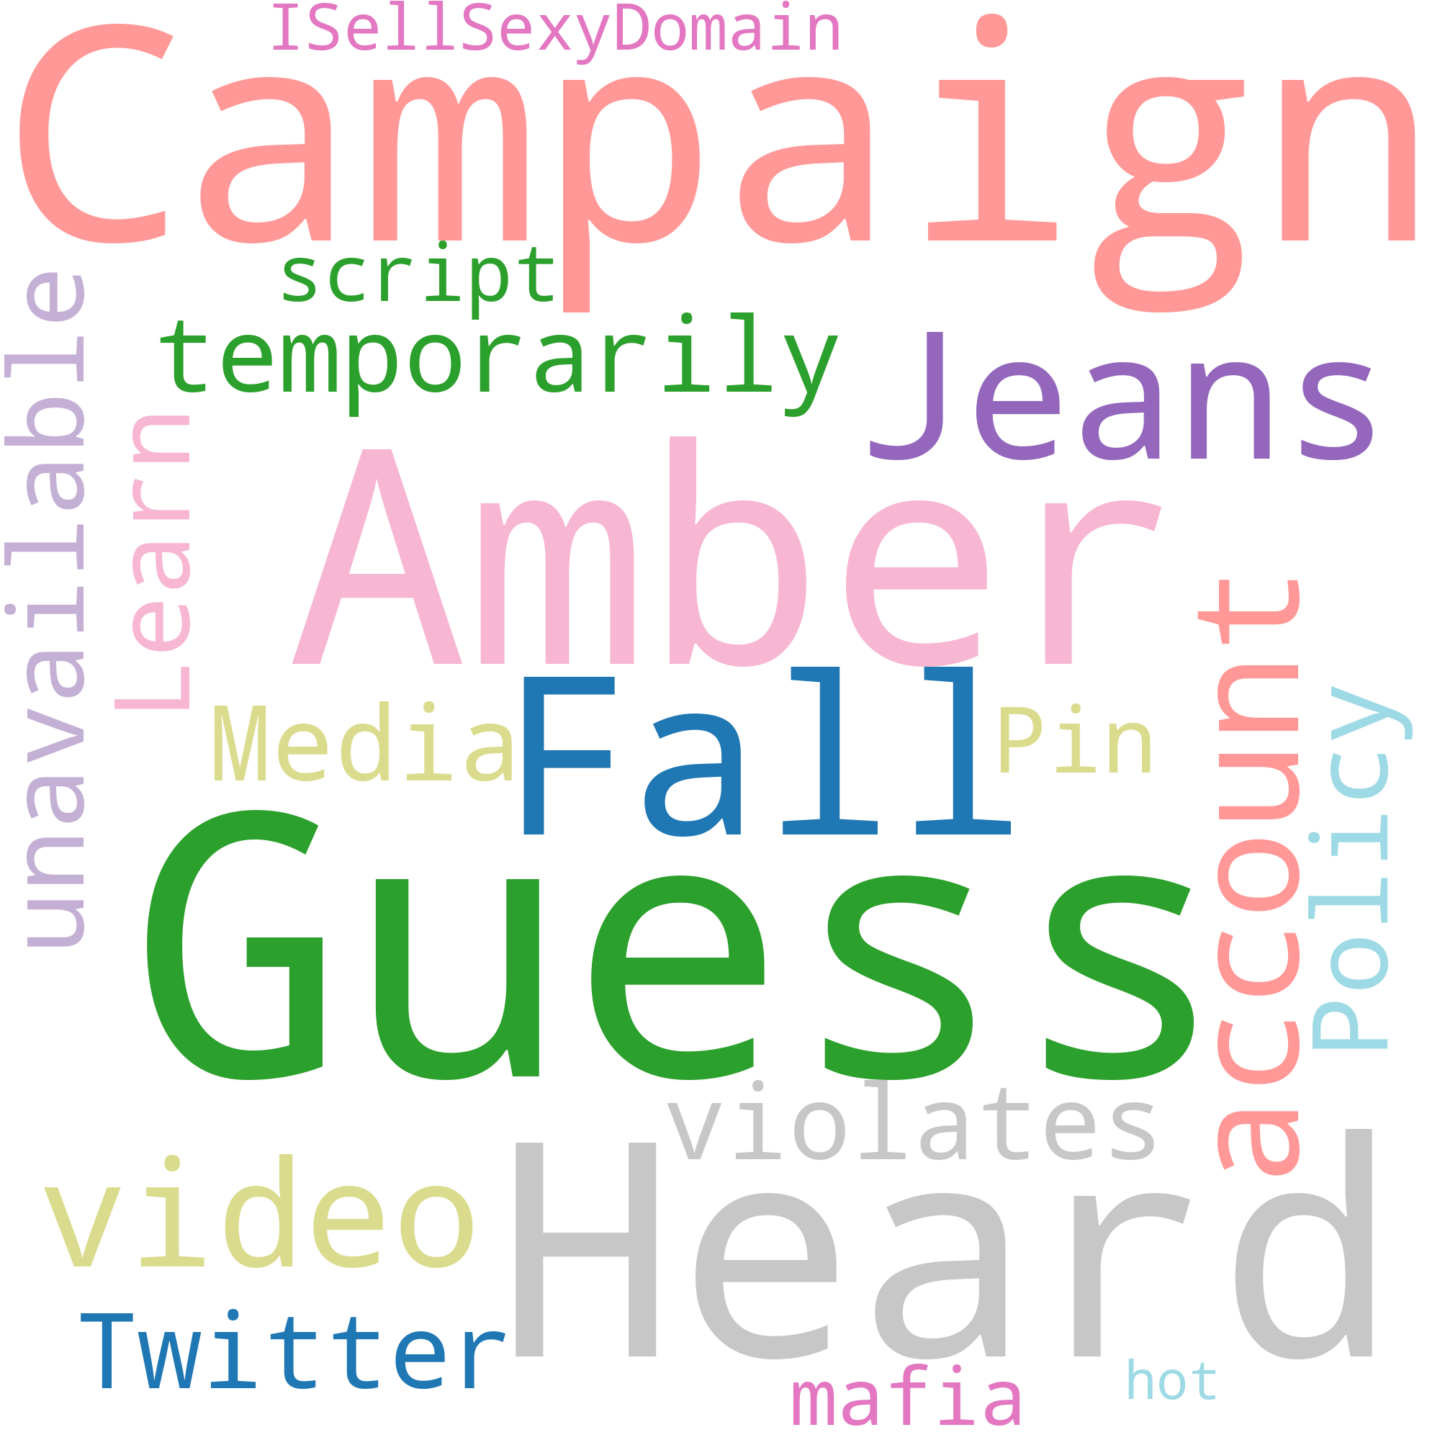 ISellSexyDomain
Campaign
script
temporarily
Jeans
unavailable
Learn
Amber
Media
Fall
Pin
account
Policy
Guess
violates
Heard
video
Twitter
mafia
hot